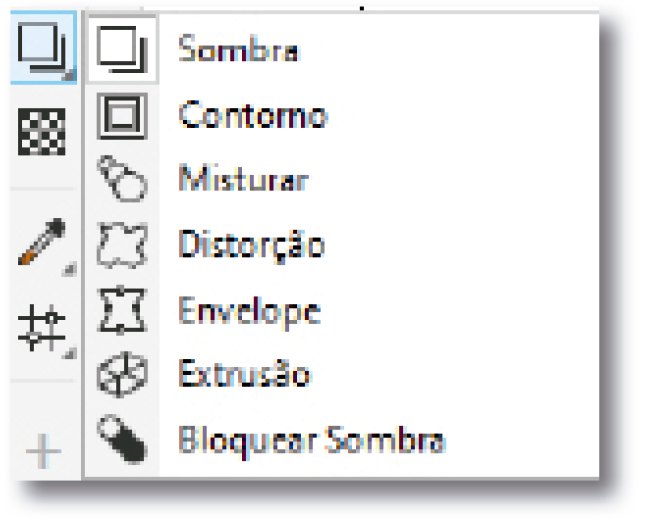 Sombra
Contorno
Misturar
Distorção
Envelope
Extrusão
Bloquear Sombra